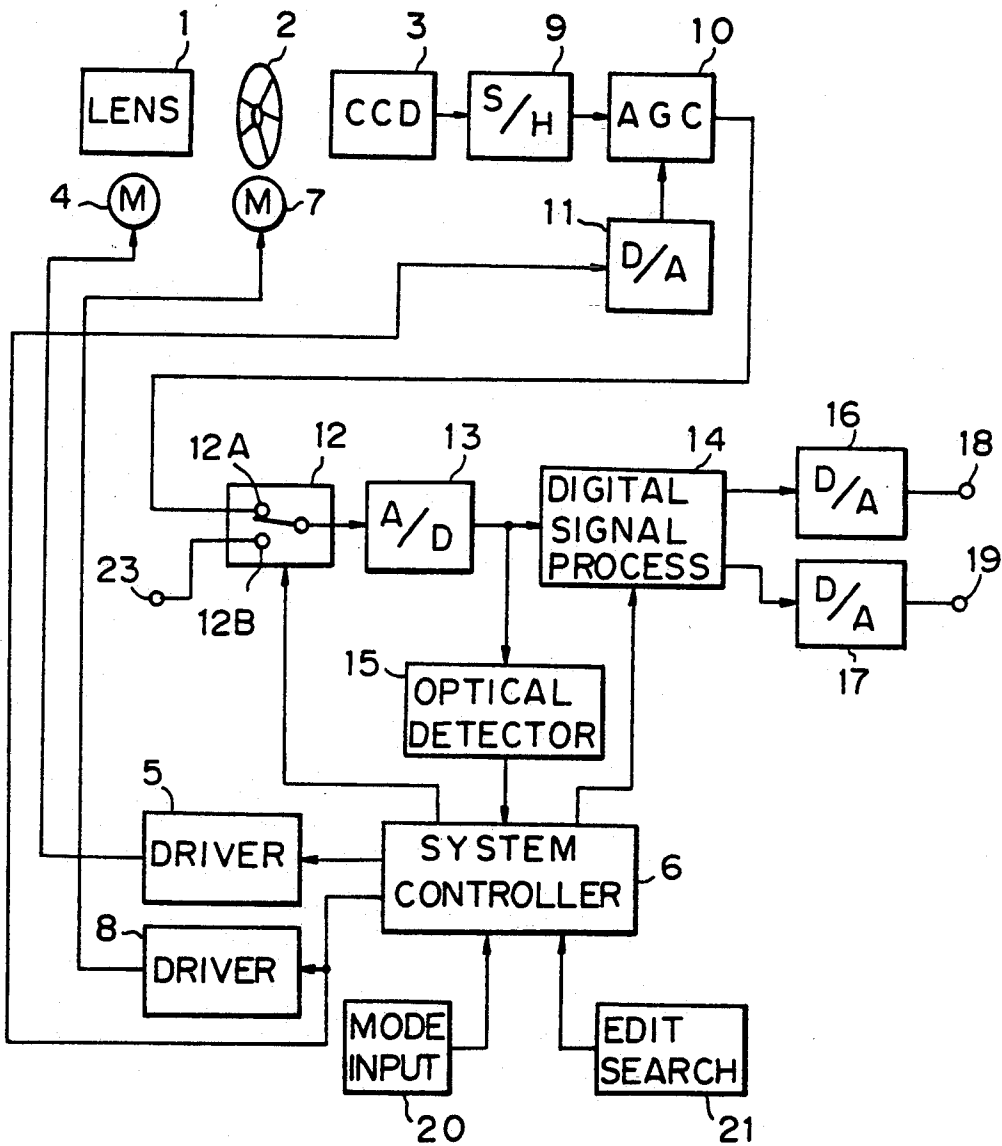 1
2
3
9
10
LENS
CCD
S/H
AGC
4
M
M
7
11
D/A
12A
12
13
14
16
18
A/D
DIGITAL
SIGNAL
PROCESS
D/A
23
12B
19
D/A
17
15
OPTICAL
DETECTOR
5
DRIVER
SYSTEM
CONTROLLER
6
8
DRIVER
MODE
INPUT
EDIT
SEARCH
20
21